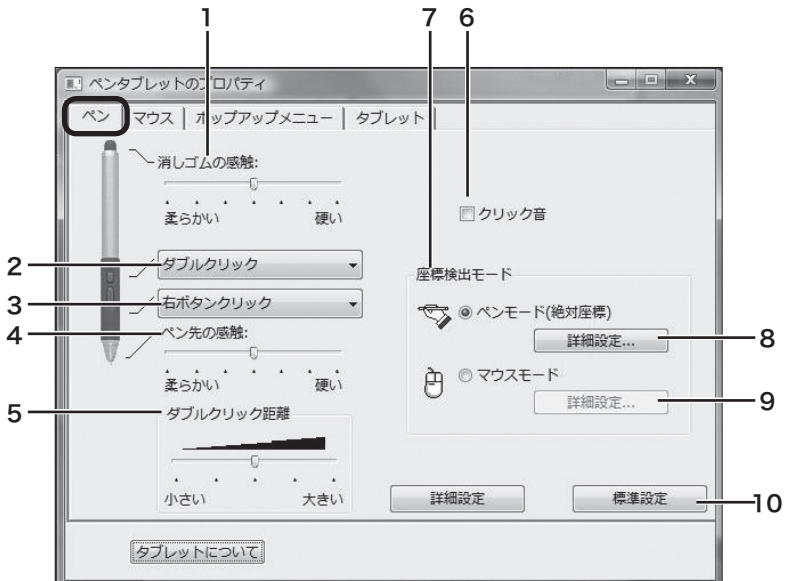 1
7
6
ペンタブレットのプロパティ
ペン
マウス
ポップアップメニュー
タブレット
消しゴムの感触:
柔らかい
硬い
クリック音
2
ダブルクリック
座標検出モード
3
右ボタンクリック
ペンモード(絶対座標)
4
ペン先の感触:
詳細設定...
8
柔らかい
硬い
マウスモード
詳細設定...
9
5
ダブルクリック距離
小さい
大きい
詳細設定
標準設定
10
タブレットについて